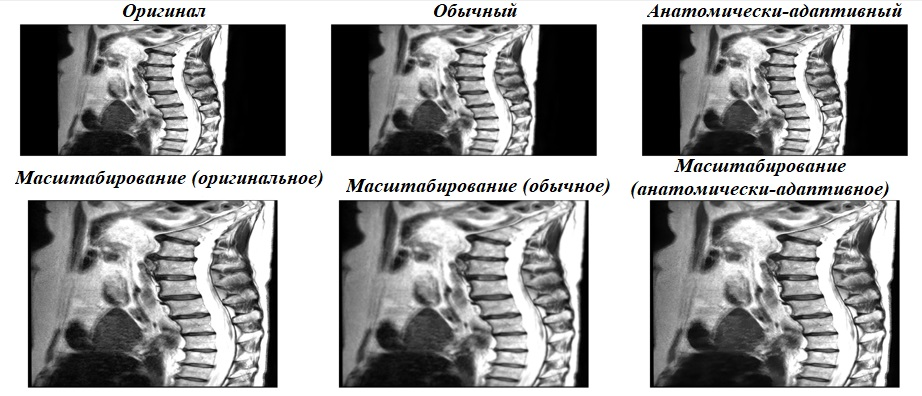 Оригинал
Обычный
Анатомически-адаптивный
Масштабирование (оригинальное)
Масштабирование (обычное)
Масштабирование
(анатомически-адаптивное)